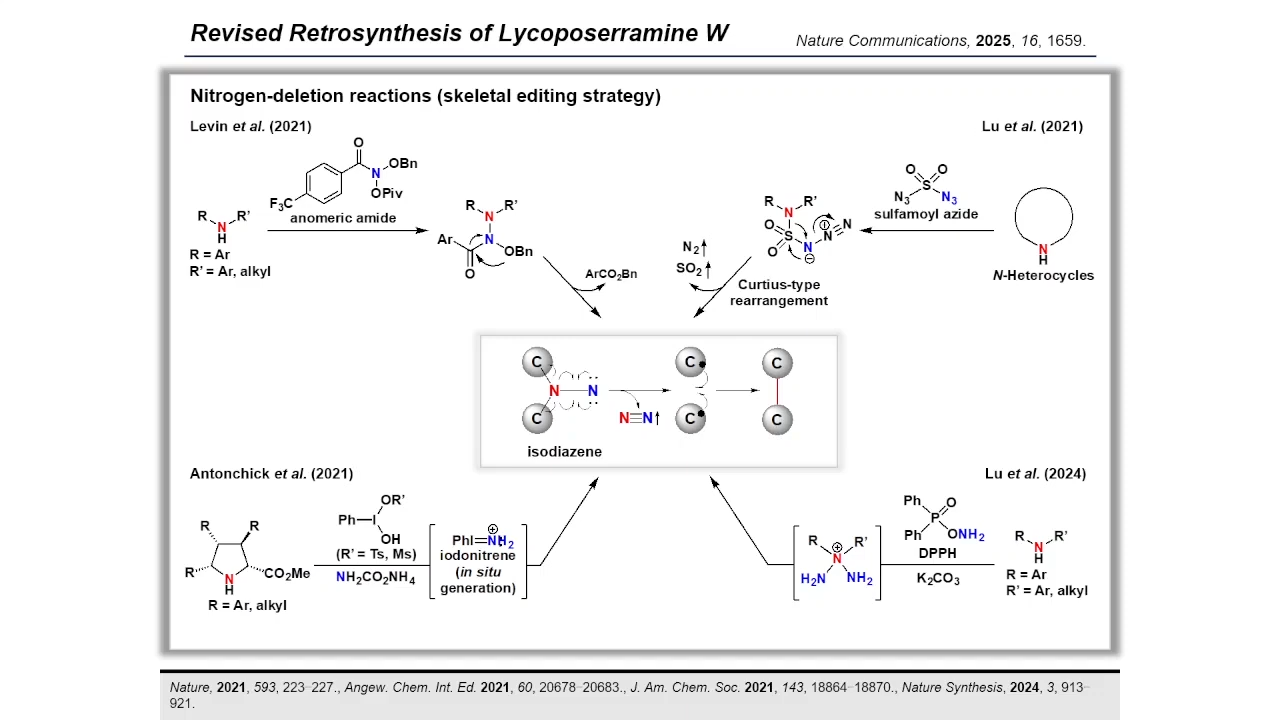 Revised Retrosynthesis of Lycoposerramine W
Nature Communications, 2025, 16, 1659.
Nitrogen-deletion reactions (skeletal editing strategy)
Levin et al. (2021)
O
N
OBn
OPiv
F3C
anomeric amide
R
R’
N
H
R = Ar
R’ = Ar, alkyl
R
R’
N
N
Ar
OBn
O
ArCO2Bn
Lu et al. (2021)
O
O
S
N3
N3
sulfamoyl azide
N
H
N-Heterocycles
R
R’
N
O
S
O
N
N
N
Curtius-type
rearrangement
N2
SO2
C
C
N
N
N≡N
C
C
C
C
isodiazene
Antonchick et al. (2021)
R
R
R
N
H
CO2Me
R = Ar, alkyl
OR’
Ph
I
OH
(R’ = Ts, Ms)
NH2CO2NH4
PhI=NH2
iodonitrene
(in situ
generation)
Lu et al. (2024)
Ph
O
P
Ph
ONH2
DPPH
K2CO3
R
R’
N
H
R = Ar
R’ = Ar, alkyl
R
R’
N
H2N
NH2
Nature, 2021, 593, 223–227., Angew. Chem. Int. Ed. 2021, 60, 20678–20683., J. Am. Chem. Soc. 2021, 143, 18864–18870., Nature Synthesis, 2024, 3, 913–
921.